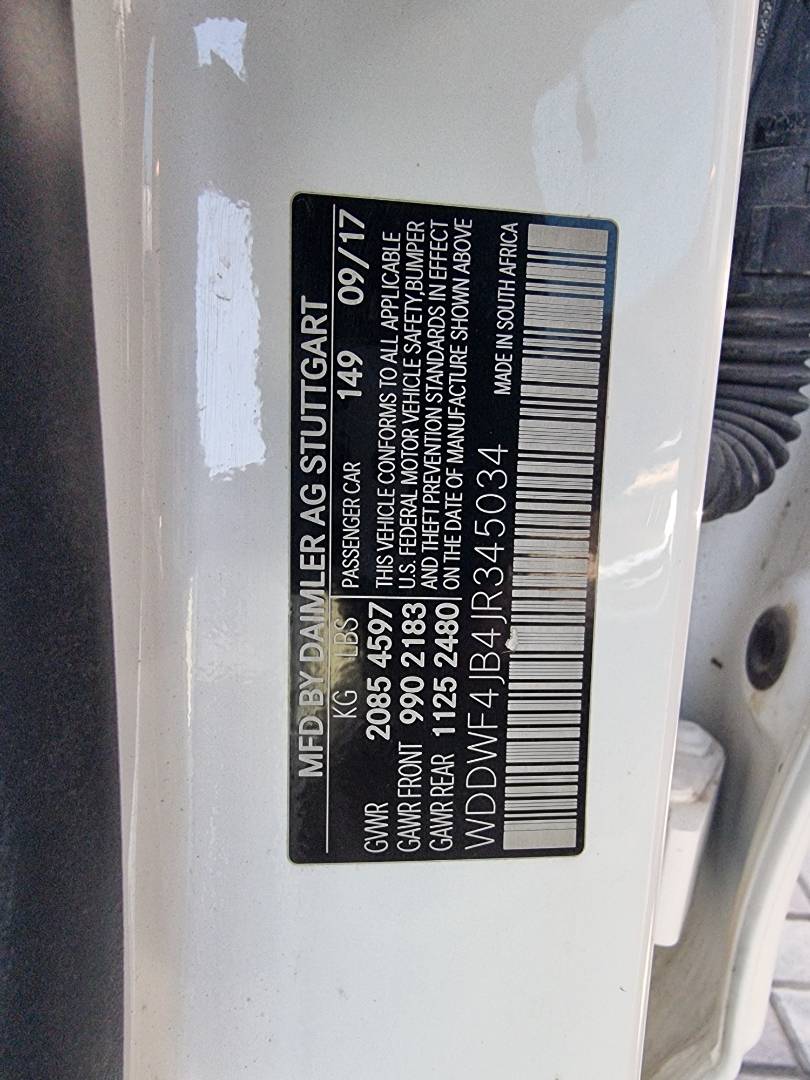 MFD BY DAIMLER AG STUTTGART
KG LBS PASSENGER CAR 149 09/17
GVWR 2085 4597 THIS VEHICLE CONFORMS TO ALL APPLICABLE
GAWR FRONT 990 2183 U.S. FEDERAL MOTOR VEHICLE SAFETY,BUMPER
GAWR REAR 1125 2480 AND THEFT PREVENTION STANDARDS IN EFFECT
ON THE DATE OF MANUFACTURE SHOWN ABOVE
WDDWF4JB4JR345034 MADE IN SOUTH AFRICA